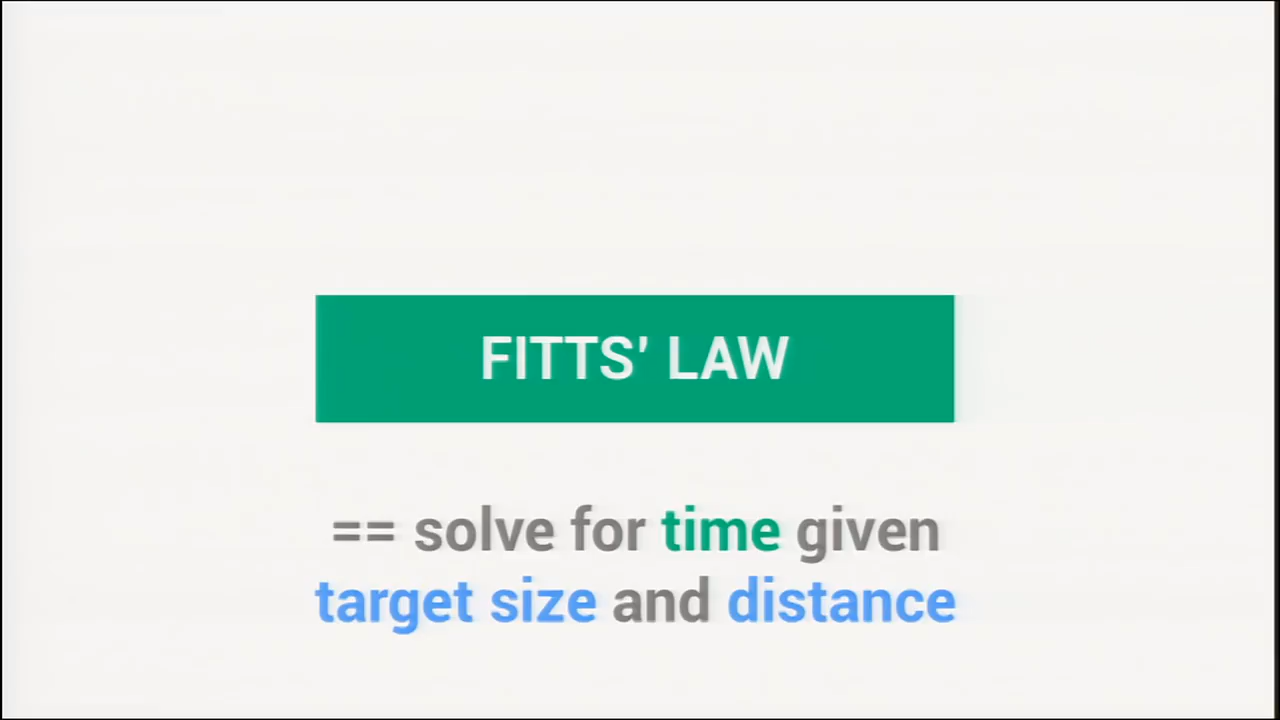 FITTS' LAW
== solve for time given
target size and distance